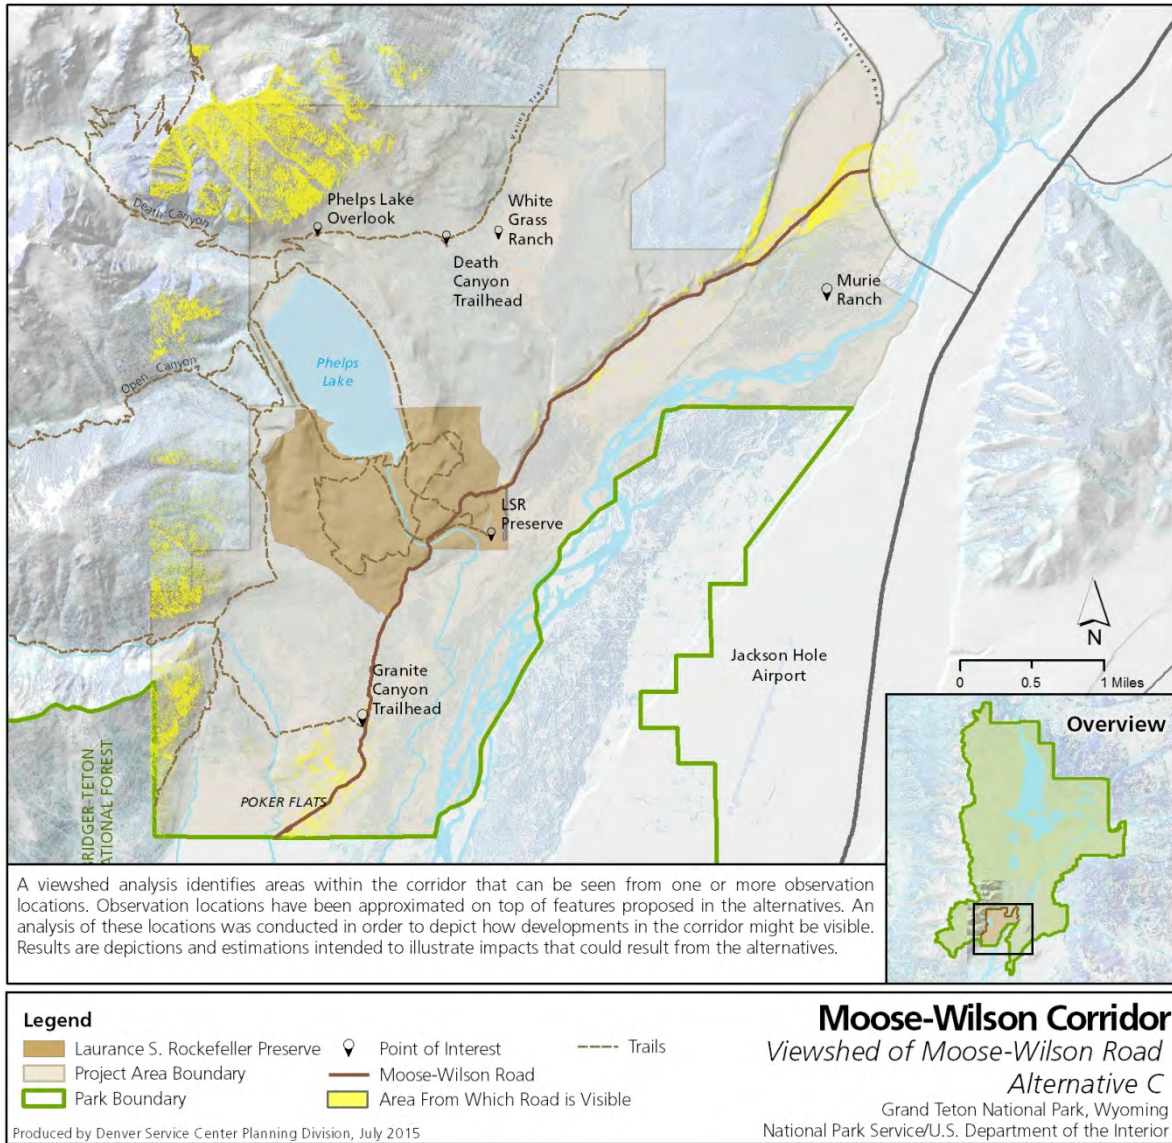 Teton Park Road
Valley Trail
Phelps Lake
Overlook
White
Grass
Ranch
Death Canyon
Death
Canyon
Trailhead
Murie
Ranch
Open Canyon
Phelps
Lake
LSR
Preserve
Granite
Canyon
Trailhead
Jackson Hole
Airport
N
0 0.5 1 Miles
POKER FLATS
BRIDGER-TETON
NATIONAL FOREST
Overview
A viewshed analysis identifies areas within the corridor that can be seen from one or more observation
locations. Observation locations have been approximated on top of features proposed in the alternatives. An
analysis of these locations was conducted in order to depict how developments in the corridor might be visible.
Results are depictions and estimations intended to illustrate impacts that could result from the alternatives.
Legend
Laurance S. Rockefeller Preserve
Project Area Boundary
Park Boundary
Point of Interest
Moose-Wilson Road
Area From Which Road is Visible
Trails
Produced by Denver Service Center Planning Division, July 2015
Moose-Wilson Corridor
Viewshed of Moose-Wilson Road
Alternative C
Grand Teton National Park, Wyoming
National Park Service/U.S. Department of the Interior